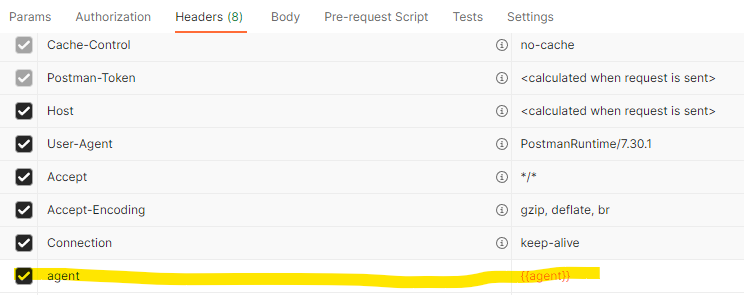 Params Authorization Headers (8) Body Pre-request Script Tests Settings
Cache-Control no-cache
Postman-Token <calculated when request is sent>
Host <calculated when request is sent>
User-Agent PostmanRuntime/7.30.1
Accept */*
Accept-Encoding gzip, deflate, br
Connection keep-alive
agent {{agent}}